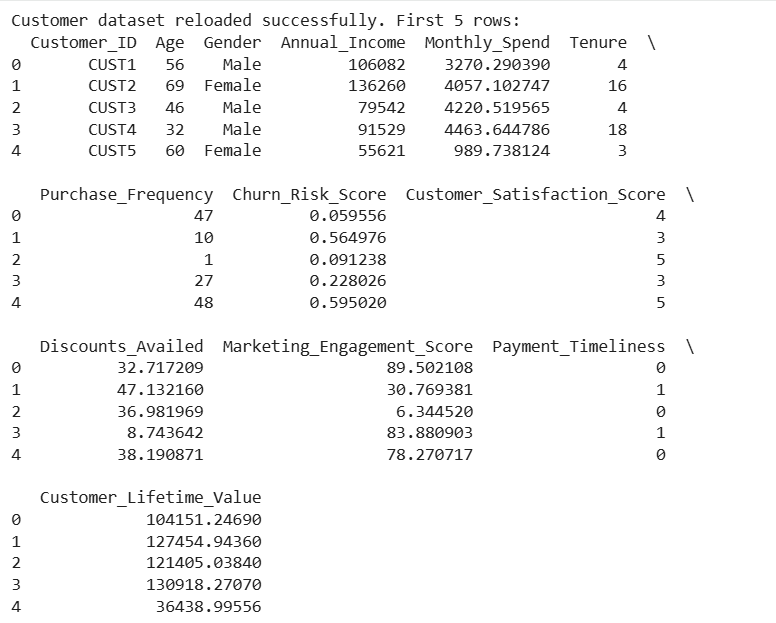 Customer dataset reloaded successfully. First 5 rows:
  Customer_ID  Age  Gender  Annual_Income  Monthly_Spend  Tenure  \
0       CUST1   56    Male         106082    3270.290390       4
1       CUST2   69  Female         136260    4057.102747      16
2       CUST3   46    Male          79542    4220.519565       4
3       CUST4   32    Male          91529    4463.644786      18
4       CUST5   60  Female          55621     989.738124       3

   Purchase_Frequency  Churn_Risk_Score  Customer_Satisfaction_Score  \
0                  47          0.059556                            4
1                  10          0.564976                            3
2                   1          0.091238                            5
3                  27          0.228026                            3
4                  48          0.595020                            5

   Discounts_Availed  Marketing_Engagement_Score  Payment_Timeliness  \
0          32.717209                   89.502108                   0
1          47.132160                   30.769381                   1
2          36.981969                    6.344520                   0
3           8.743642                   83.880903                   1
4          38.190871                   78.270717                   0

   Customer_Lifetime_Value
0             104151.24690
1             127454.94360
2             121405.03840
3             130918.27070
4              36438.99556